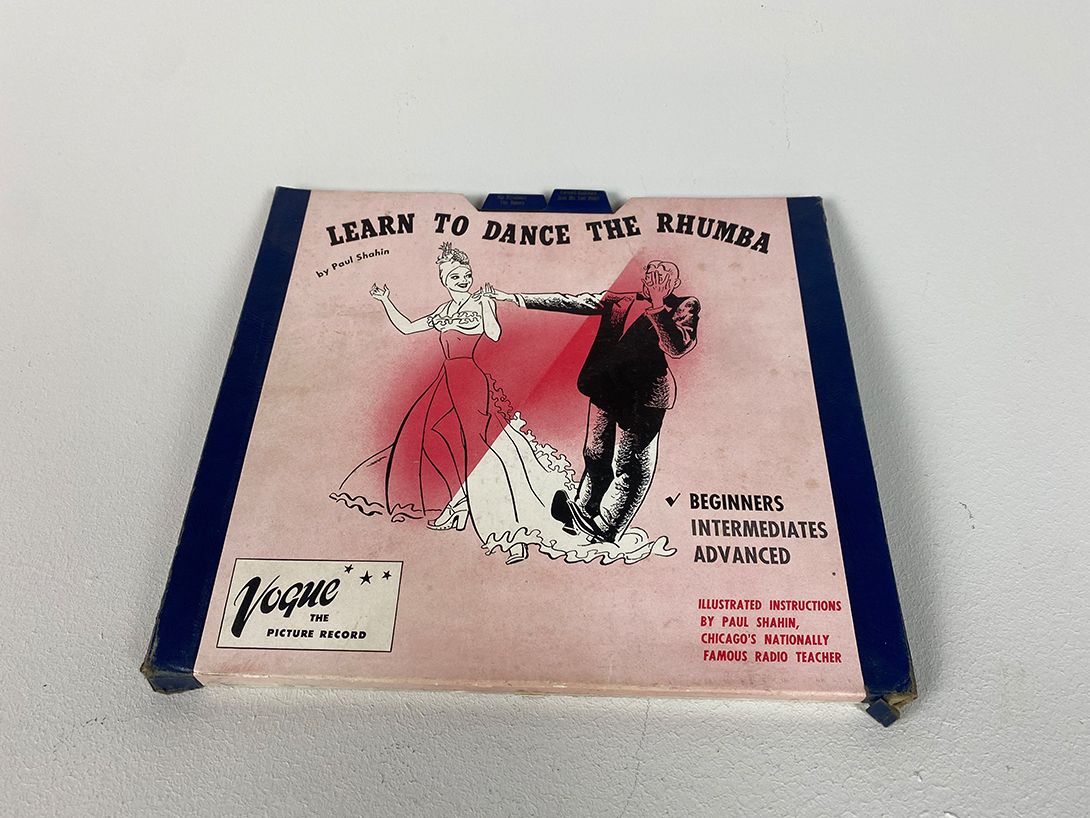 LEARN TO DANCE THE RHUMBA
by Paul Shahin
✓ BEGINNERS
INTERMEDIATES
ADVANCED
Vogue
THE
PICTURE RECORD
ILLUSTRATED INSTRUCTIONS
BY PAUL SHAHIN,
CHICAGO'S NATIONALLY
FAMOUS RADIO TEACHER